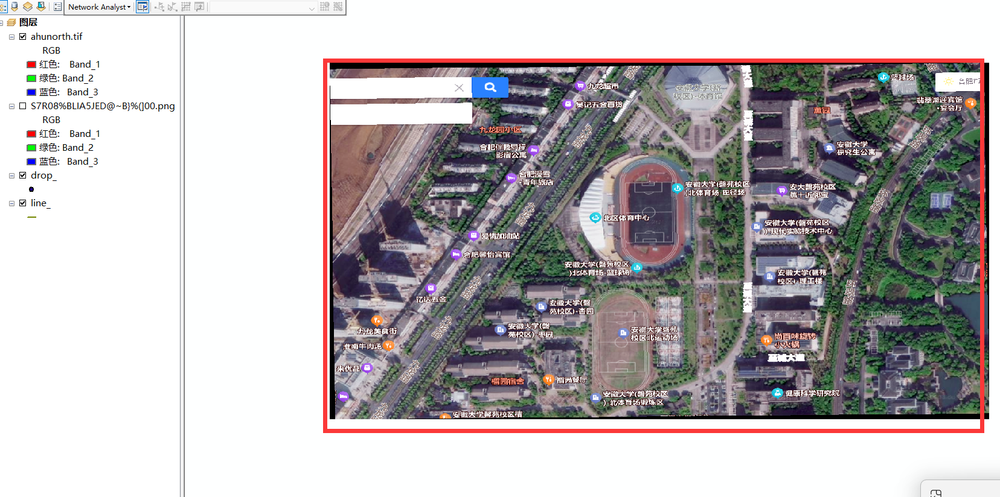 Network Analyst
图层
ahunorth.tif
RGB
红色: Band_1
绿色: Band_2
蓝色: Band_3
S7R08%BLIA5JED@~B}%(]00.png
RGB
红色: Band_1
绿色: Band_2
蓝色: Band_3
drop_
line_
九龙超市
吴记五金百货
安徽大学(磬
苑校区)-体育馆
篮球场
合肥市
翡翠湖迎宾馆
•宴会厅
蕙园
九龙园小区
合肥伴我同行
影宿公寓
安徽大学
研究生公寓
合肥漫雪
•青年旅店
安徽大学(磬苑校区
)北体育场-田径场
安大磬苑校区
蕙十近邻宝
北区体育中心
安徽大学(磬苑校区
)-现代实验技术中心
爱情加油站
合肥馨怡宾馆
安徽大学(磬苑校区
)北体育场-篮球场
安徽大学(磬苑
校区)-理工楼
亿达五金
安徽大学(磬
苑校区)-杏园
九龙美食街
安徽大学(磬
苑校区)枣园
安徽大学磬苑
校区北运动场
淮南牛肉汤
尚百味旋转
小火锅
来优品
榴园宿舍
榴园餐厅
安徽大学(磬苑校区
)-北体育场锻炼区
健康科学研究院
安徽大学磬苑校区情